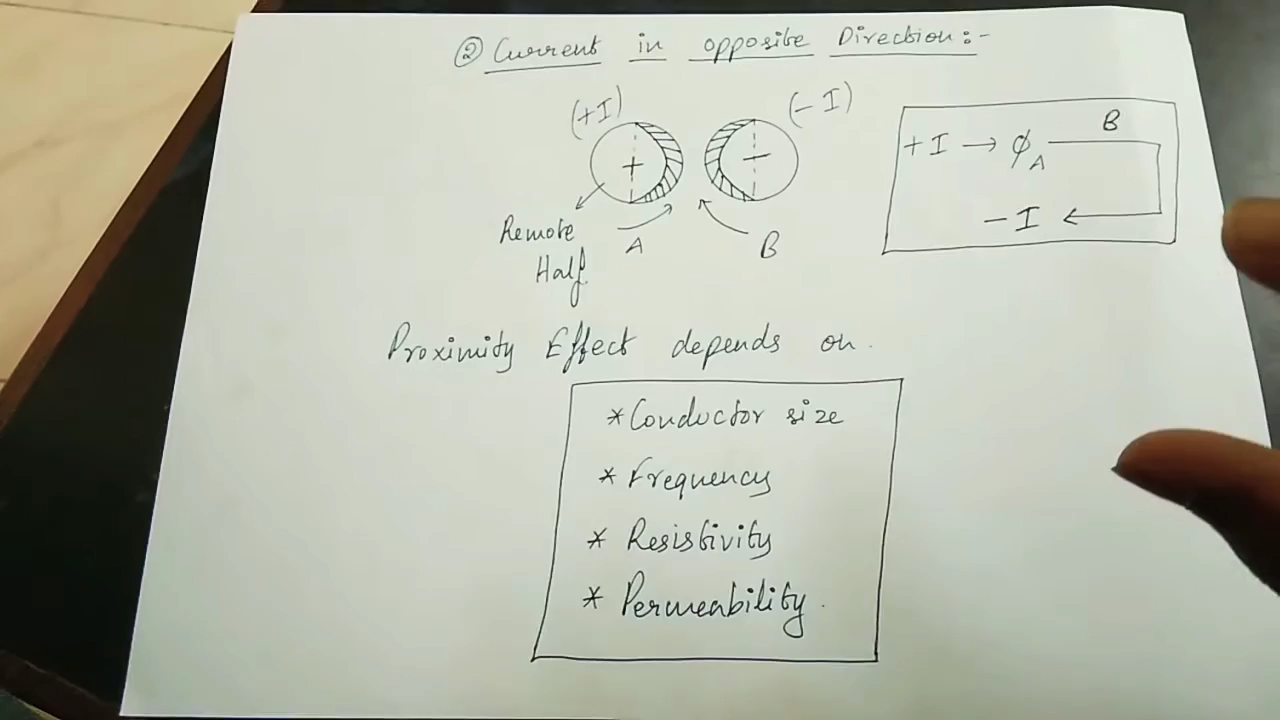 ② Current in opposite Direction:-
(+I) (-I)
+ -
Remote Half
A B
+I → ϕA B
-I ←
Proximity Effect depends on.
* Conductor size
* Frequency
* Resistivity
* Permeability.